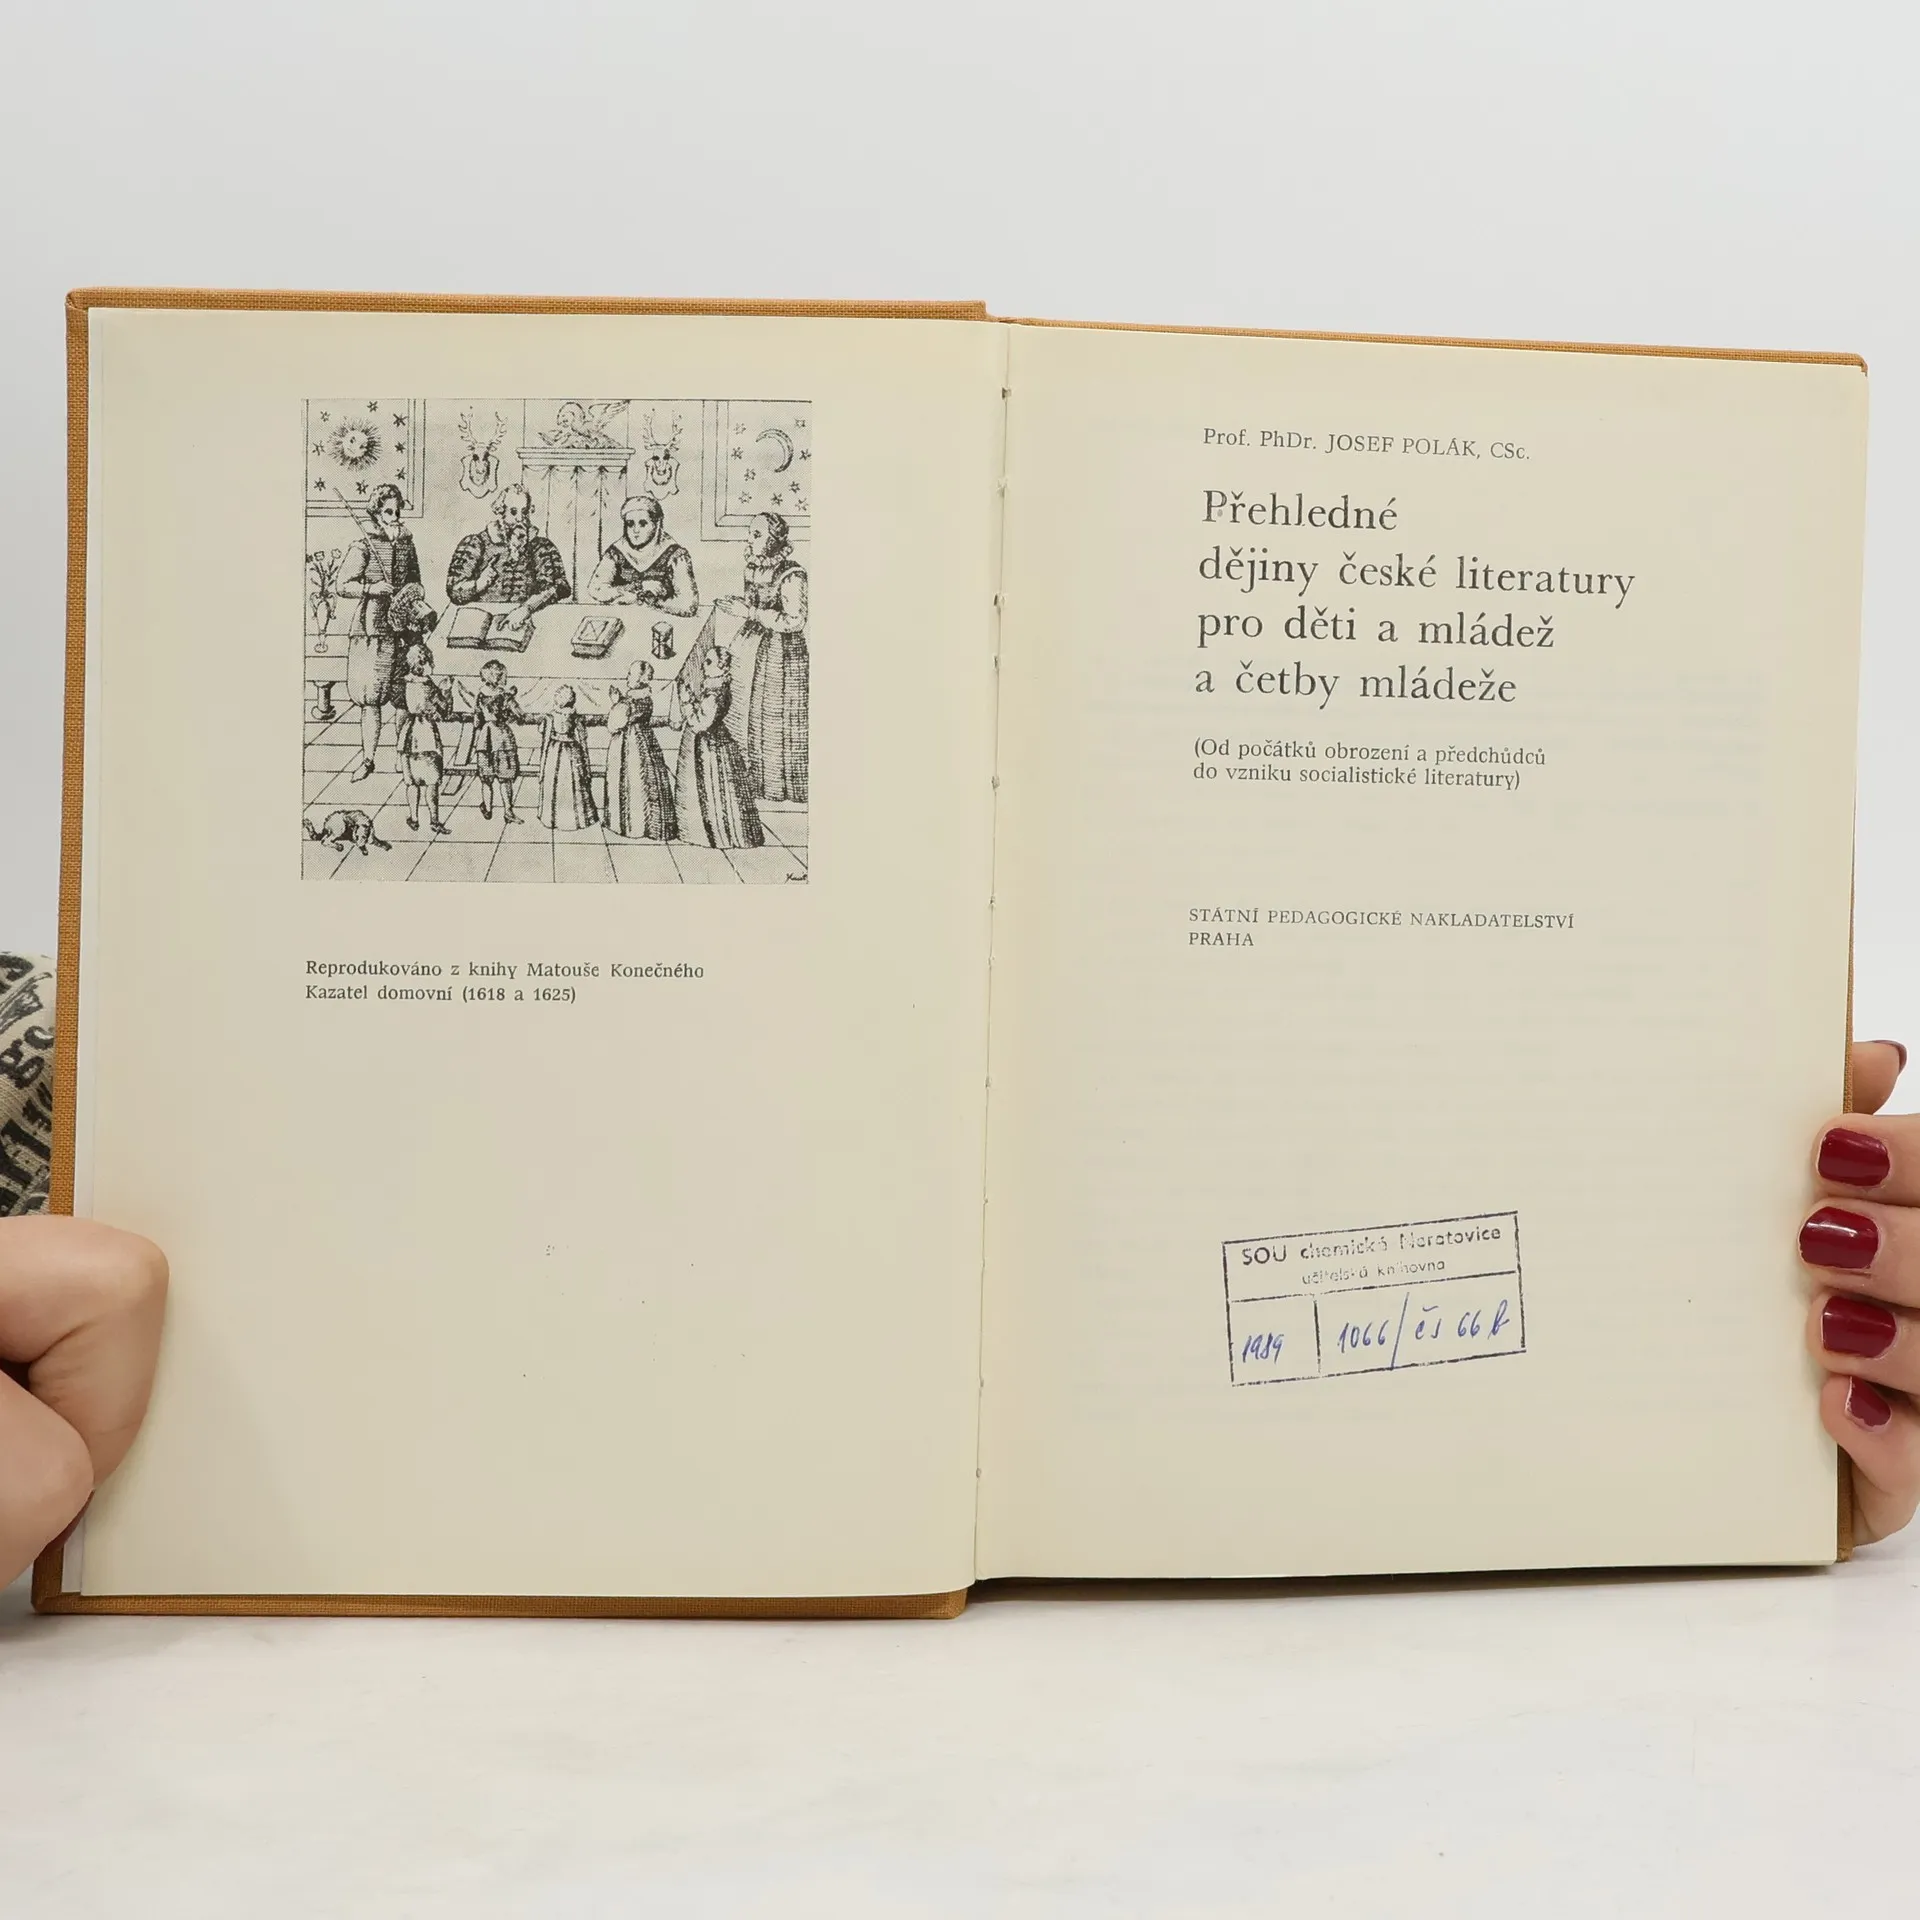 Reprodukováno z knihy Matouše Konečného
Kazatel domovní (1618 a 1625)
Prof. PhDr. JOSEF POLÁK, CSc.
Přehledné
dějiny české literatury
pro děti a mládež
a četby mládeže
(Od počátků obrození a předchůdců
do vzniku socialistické literatury)
STÁTNÍ PEDAGOGICKÉ NAKLADATELSTVÍ
PRAHA
SOU chemické Neratovice
učitelská knihovna
1989 1066/čs 66 b